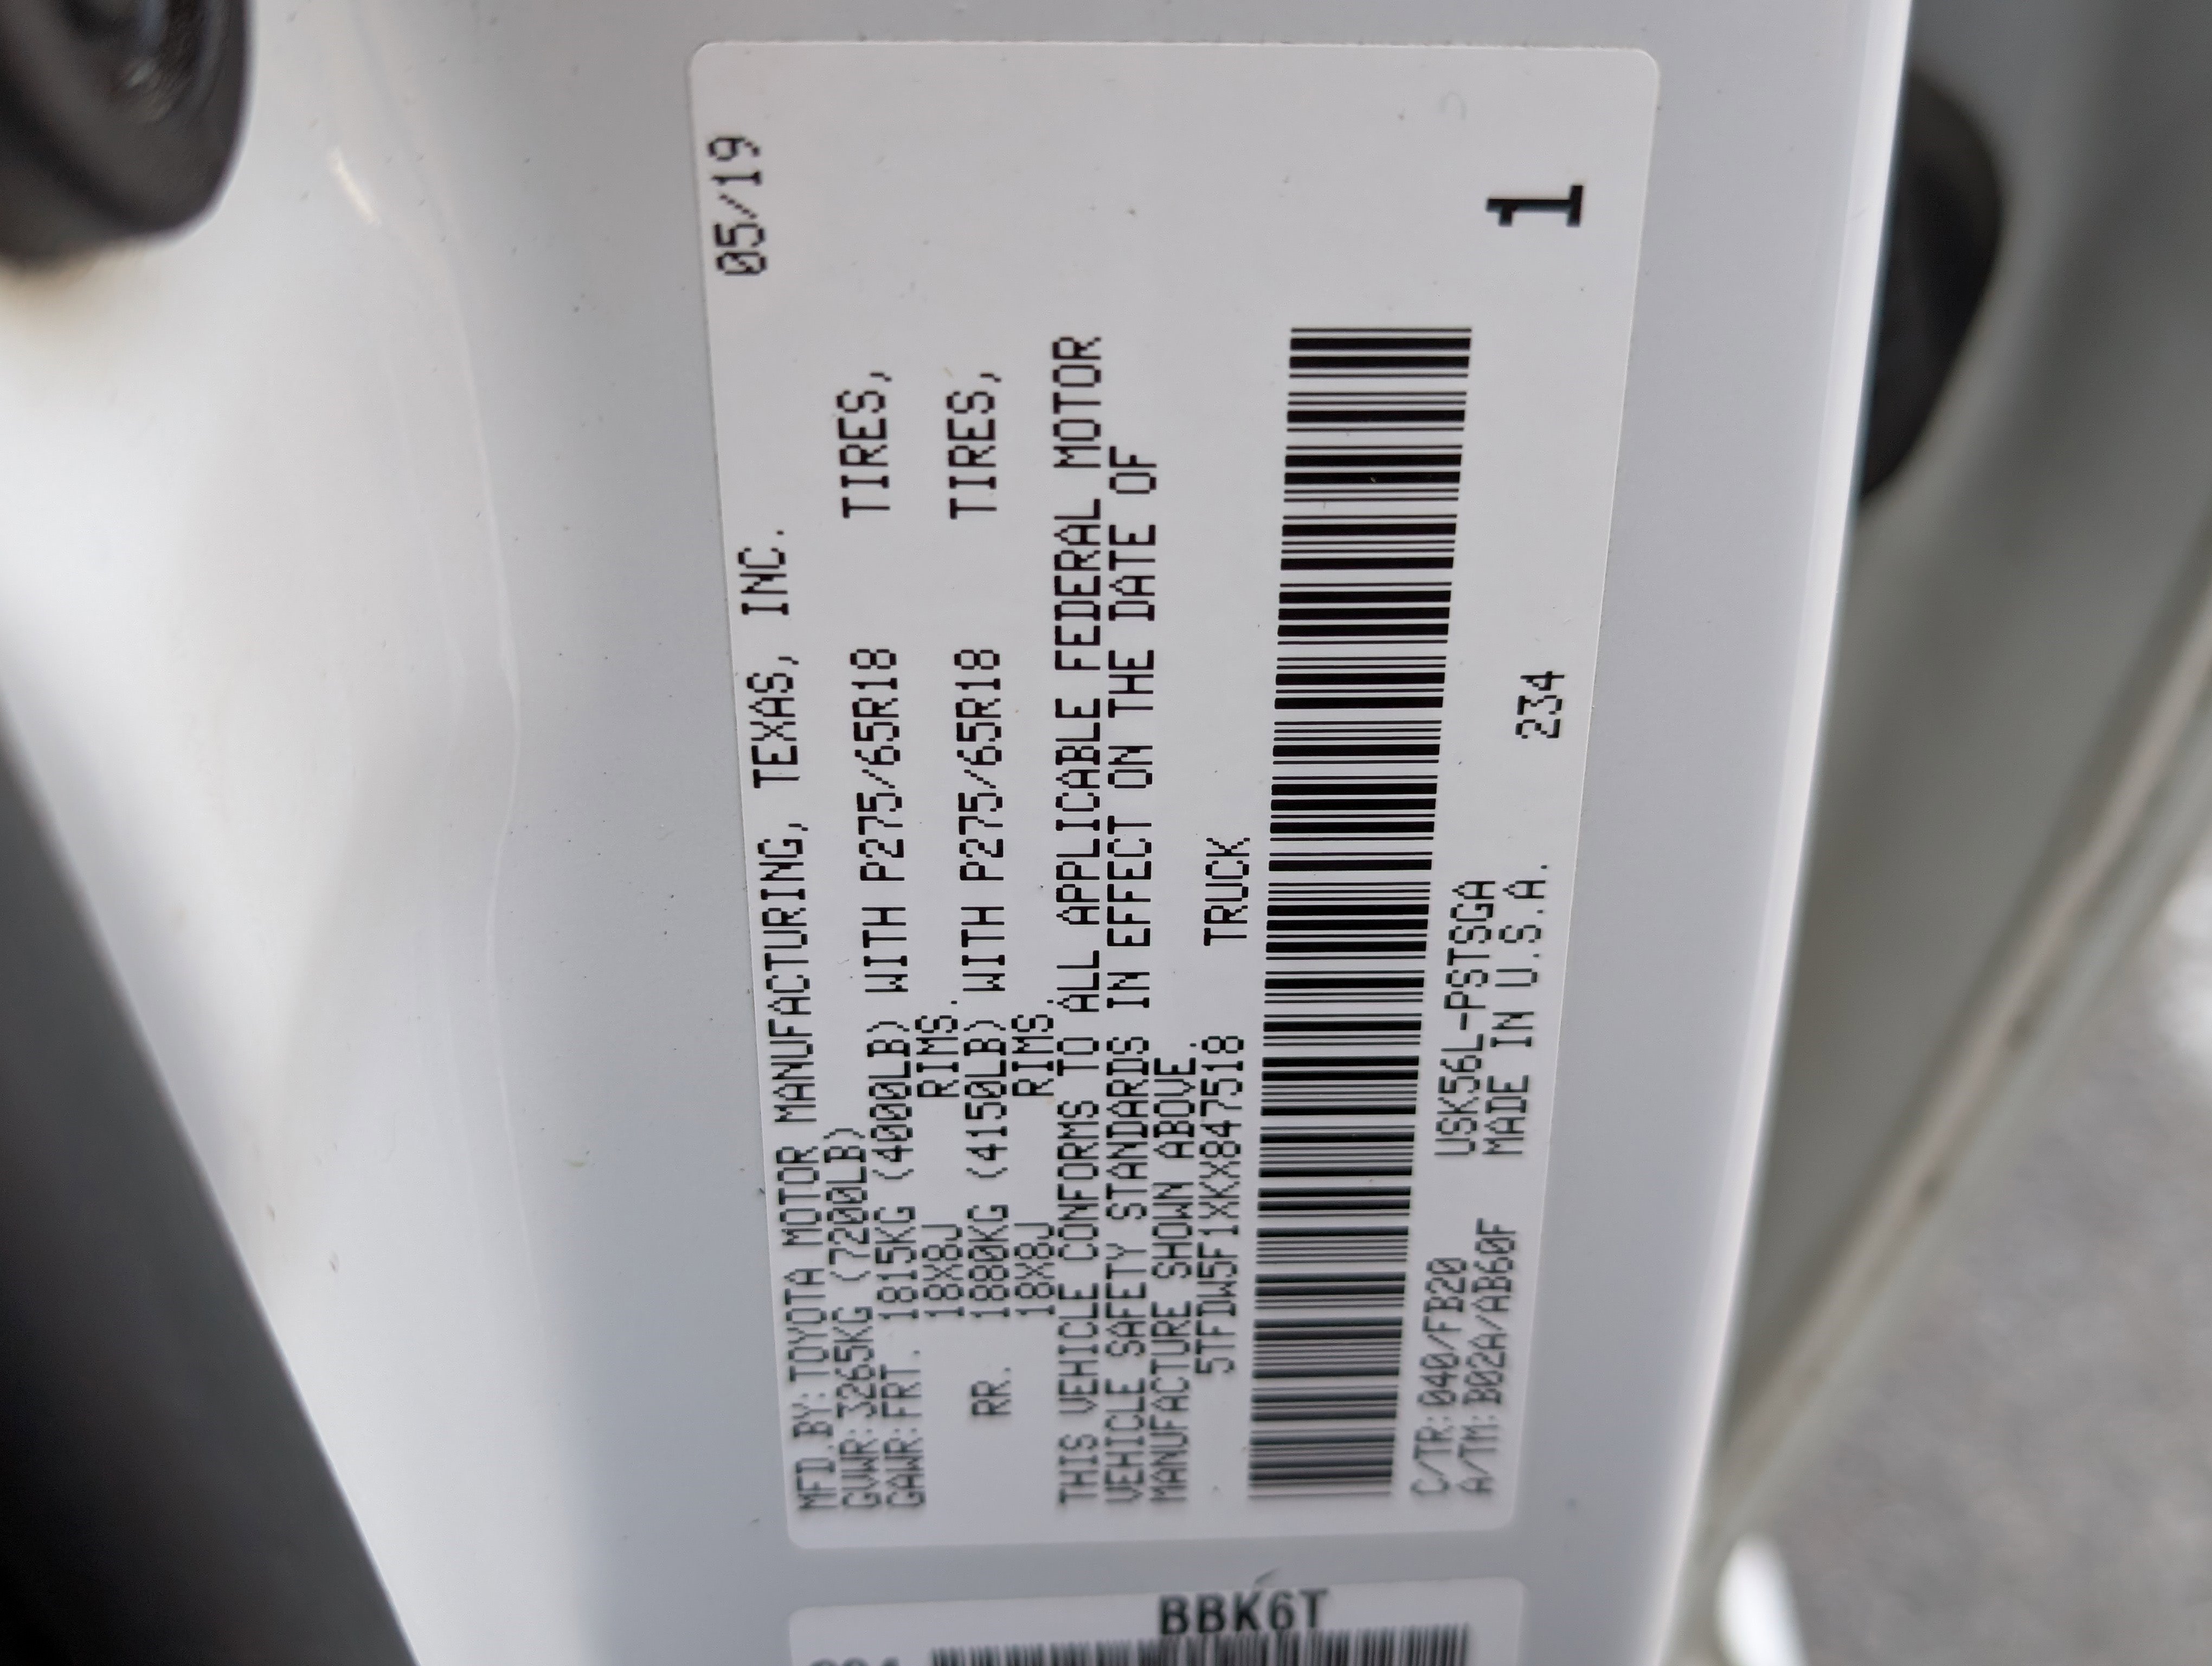 05/19
MFD.BY:TOYOTA MOTOR MANUFACTURING, TEXAS, INC.
GVWR:3265KG (7200LB)
GAWR:FRT. 1815KG (4000LB) WITH P275/65R18 TIRES,
18X8J RIMS.
RR. 1880KG (4150LB) WITH P275/65R18 TIRES,
18X8J RIMS.
THIS VEHICLE CONFORMS TO ALL APPLICABLE FEDERAL MOTOR
VEHICLE SAFETY STANDARDS IN EFFECT ON THE DATE OF
MANUFACTURE SHOWN ABOVE.
5TFDW5F1XKX847518 TRUCK
C/TR:040/FB20 USK56L-PSTSGA
A/TM:B02A/AB60F MADE IN U.S.A. 234
1
BBK6T